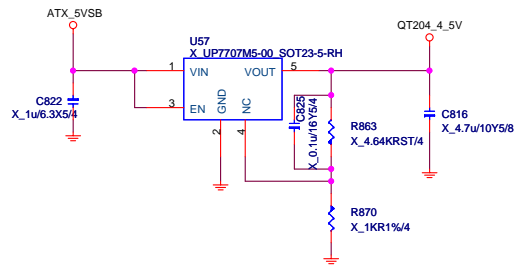 ATX_5VSB
QT204_4_5V
U57
X_UP7707M5-00_SOT23-5-RH
1
VIN
VOUT
5
3
EN
GND
NC
2
4
C822
X_1u/6.3X5/4
C825
X_0.1u/16Y5/4
R863
X_4.64KRST/4
C816
X_4.7u/10Y5/8
R870
X_1KR1%/4